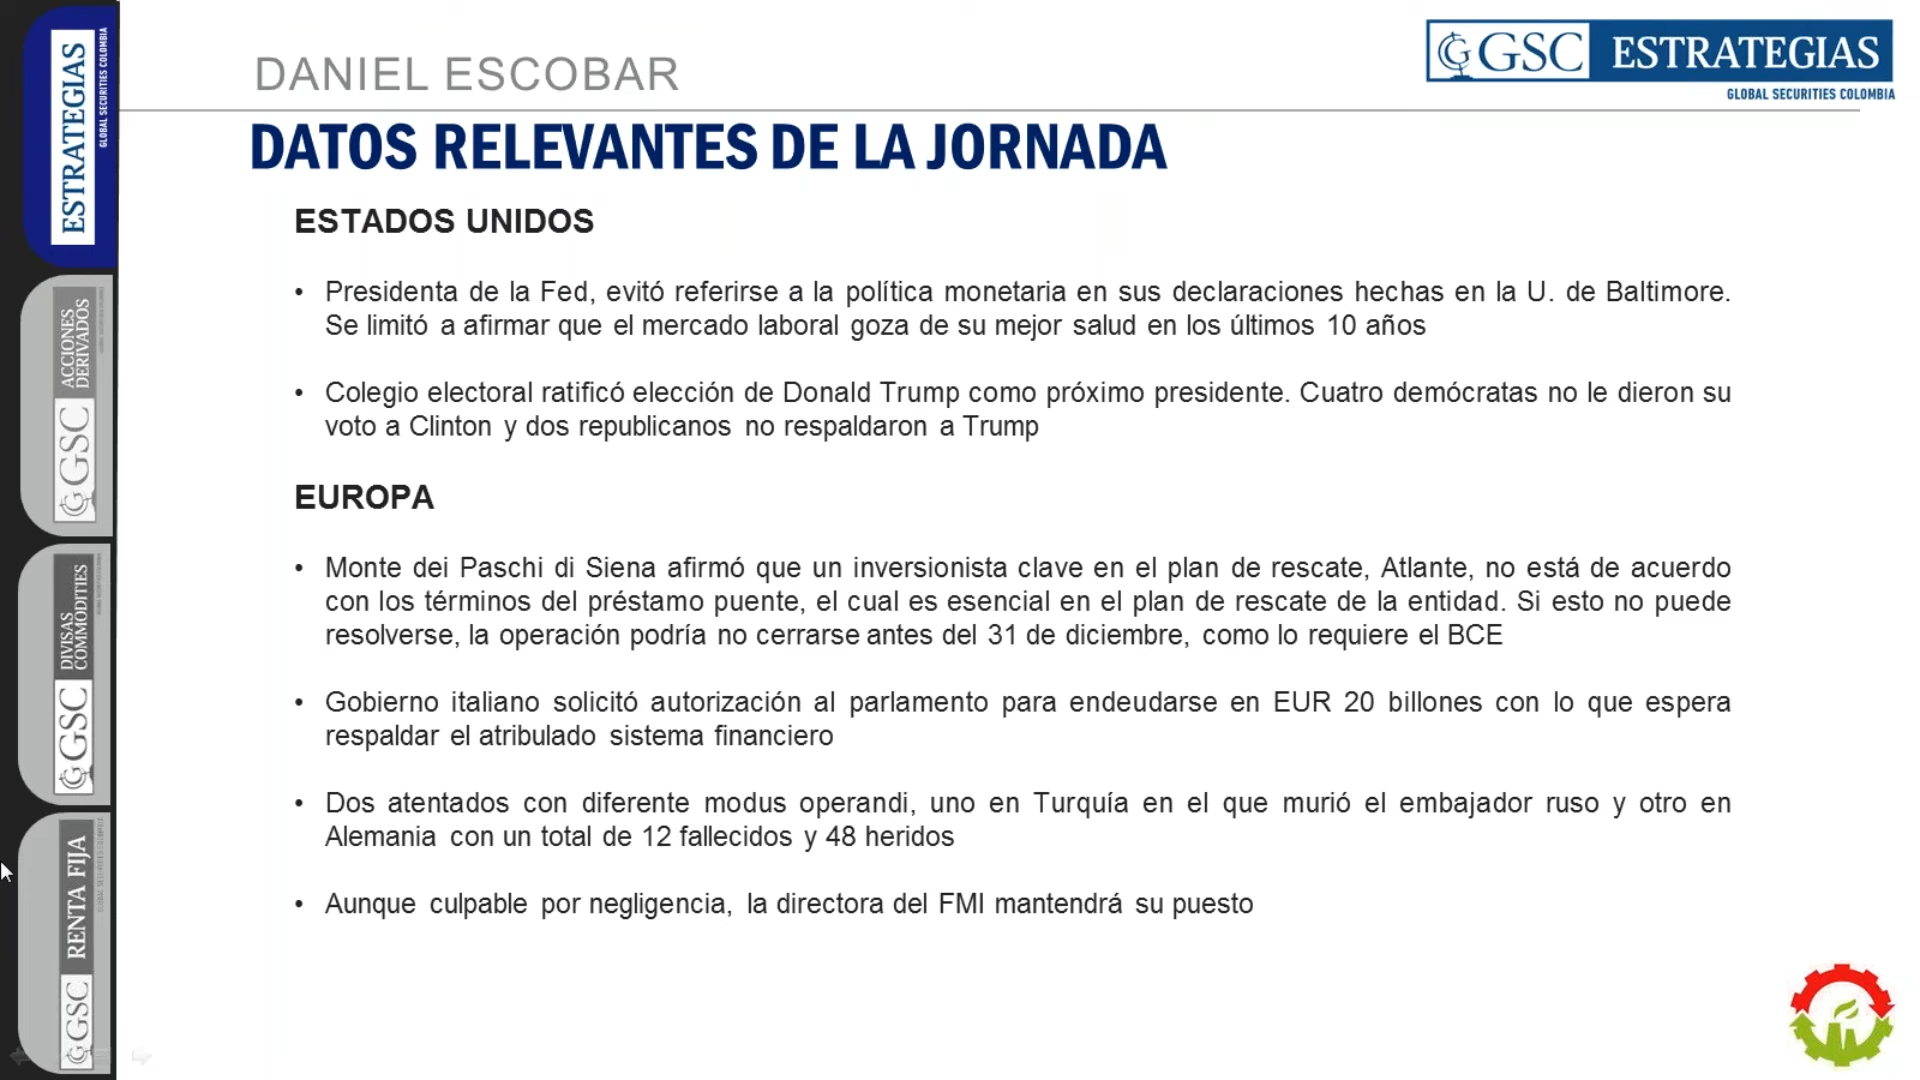 DANIEL ESCOBAR
GSC ESTRATEGIAS
GLOBAL SECURITIES COLOMBIA
DATOS RELEVANTES DE LA JORNADA
ESTADOS UNIDOS
• Presidenta de la Fed, evitó referirse a la política monetaria en sus declaraciones hechas en la U. de Baltimore.
Se limitó a afirmar que el mercado laboral goza de su mejor salud en los últimos 10 años
• Colegio electoral ratificó elección de Donald Trump como próximo presidente. Cuatro demócratas no le dieron su
voto a Clinton y dos republicanos no respaldaron a Trump
EUROPA
• Monte dei Paschi di Siena afirmó que un inversionista clave en el plan de rescate, Atlante, no está de acuerdo
con los términos del préstamo puente, el cual es esencial en el plan de rescate de la entidad. Si esto no puede
resolverse, la operación podría no cerrarse antes del 31 de diciembre, como lo requiere el BCE
• Gobierno italiano solicitó autorización al parlamento para endeudarse en EUR 20 billones con lo que espera
respaldar el atribulado sistema financiero
• Dos atentados con diferente modus operandi, uno en Turquía en el que murió el embajador ruso y otro en
Alemania con un total de 12 fallecidos y 48 heridos
• Aunque culpable por negligencia, la directora del FMI mantendrá su puesto
ESTRATEGIAS
GLOBAL SECURITIES COLOMBIA
GSC ACCIONES
DERIVADOS
GSC DIVISAS
COMMODITIES
GSC RENTA FIJA